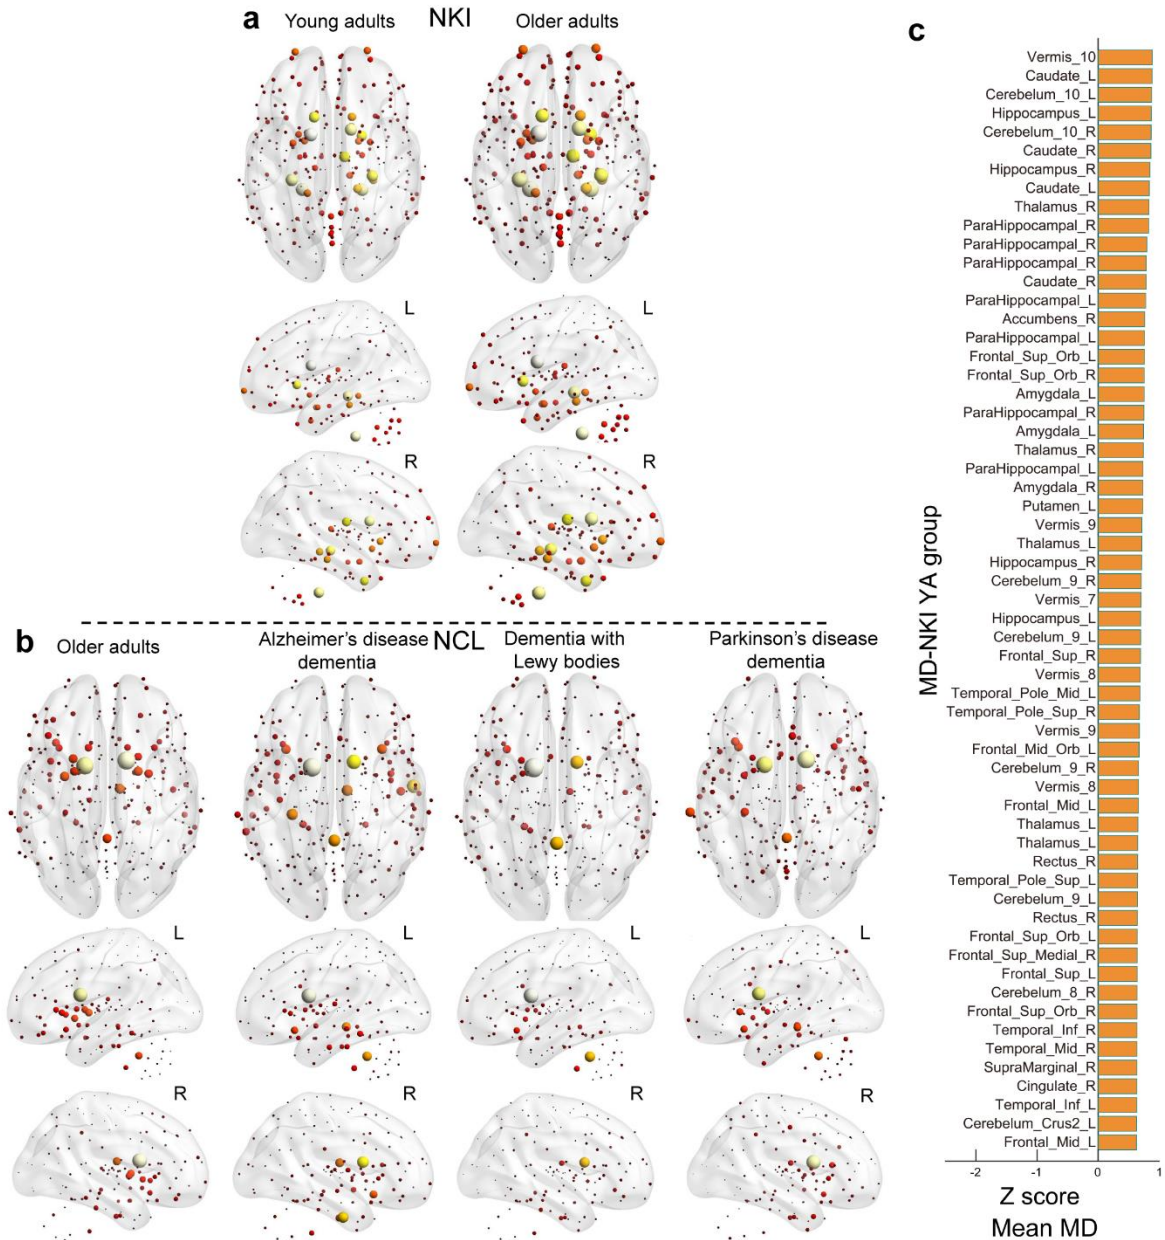 a
NKI
Young adults
Older adults
L
L
R
R
b
NCL
Older adults
Alzheimer's disease
dementia
Dementia with
Lewy bodies
Parkinson's disease
dementia
L
L
L
L
R
R
R
R
c
MD-NKI YA group
Vermis_10
Caudate_L
Cerebelum_10_L
Hippocampus_L
Cerebelum_10_R
Caudate_R
Hippocampus_R
Caudate_L
Thalamus_R
ParaHippocampal_R
ParaHippocampal_R
ParaHippocampal_R
Caudate_R
ParaHippocampal_L
Accumbens_R
ParaHippocampal_L
Frontal_Sup_Orb_L
Frontal_Sup_Orb_R
Amygdala_L
ParaHippocampal_R
Amygdala_L
Thalamus_R
ParaHippocampal_L
Amygdala_R
Putamen_L
Vermis_9
Thalamus_L
Hippocampus_R
Cerebelum_9_R
Vermis_7
Hippocampus_L
Cerebelum_9_L
Frontal_Sup_R
Vermis_8
Temporal_Pole_Mid_L
Temporal_Pole_Sup_R
Vermis_9
Frontal_Mid_Orb_L
Cerebelum_9_R
Vermis_8
Frontal_Mid_L
Thalamus_L
Thalamus_L
Rectus_R
Temporal_Pole_Sup_L
Cerebelum_9_L
Rectus_R
Frontal_Sup_Orb_L
Frontal_Sup_Medial_R
Frontal_Sup_L
Cerebelum_8_R
Frontal_Sup_Orb_R
Temporal_Inf_R
Temporal_Mid_R
SupraMarginal_R
Cingulate_R
Temporal_Inf_L
Cerebelum_Crus2_L
Frontal_Mid_L
-2 -1 0 1
Z score
Mean MD